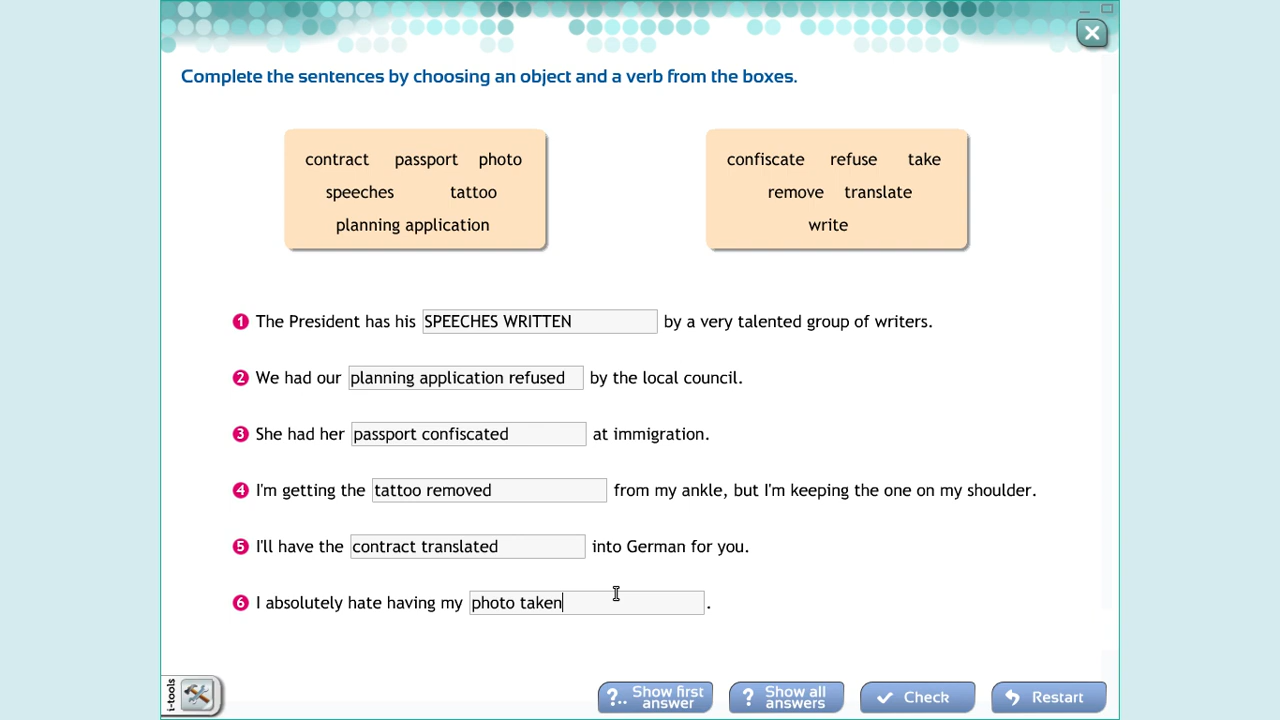 Complete the sentences by choosing an object and a verb from the boxes.
contract passport photo
speeches tattoo
planning application
confiscate refuse take
remove translate
write
1 The President has his SPEECHES WRITTEN by a very talented group of writers.
2 We had our planning application refused by the local council.
3 She had her passport confiscated at immigration.
4 I'm getting the tattoo removed from my ankle, but I'm keeping the one on my shoulder.
5 I'll have the contract translated into German for you.
6 I absolutely hate having my photo taken.
i-tools
?.. Show first answer
? Show all answers
Check
Restart